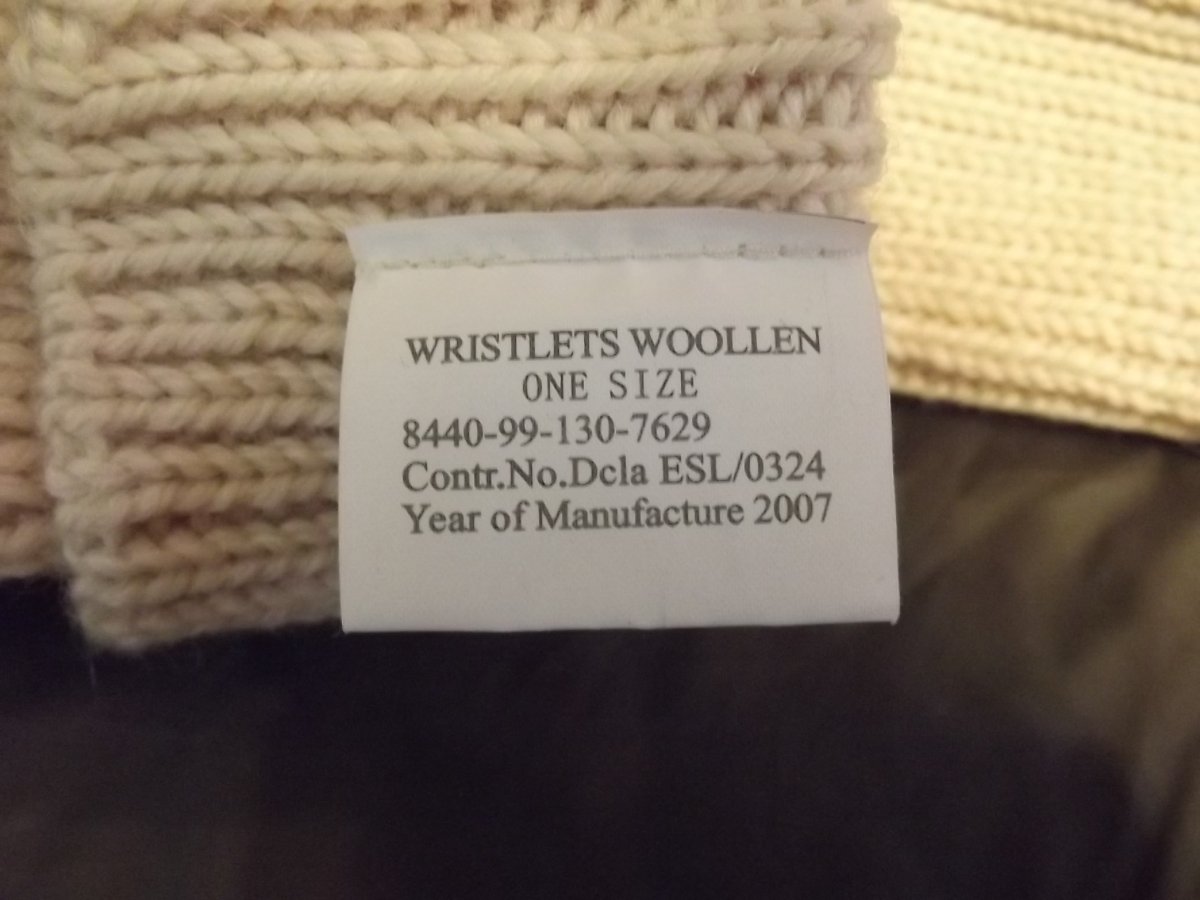 WRISTLETS WOOLLEN
ONE SIZE
8440-99-130-7629
Contr.No.Dcla ESL/0324
Year of Manufacture 2007